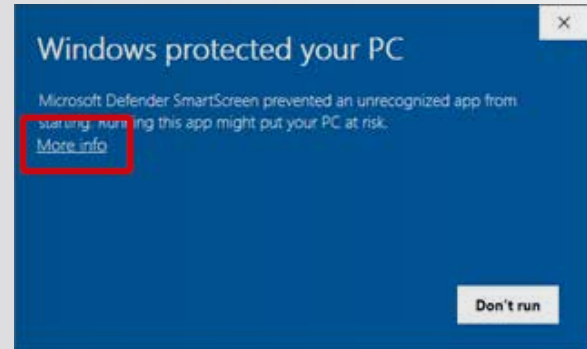 Windows protected your PC
Microsoft Defender SmartScreen prevented an unrecognized app from
starting. Running this app might put your PC at risk.
More info
Don't run